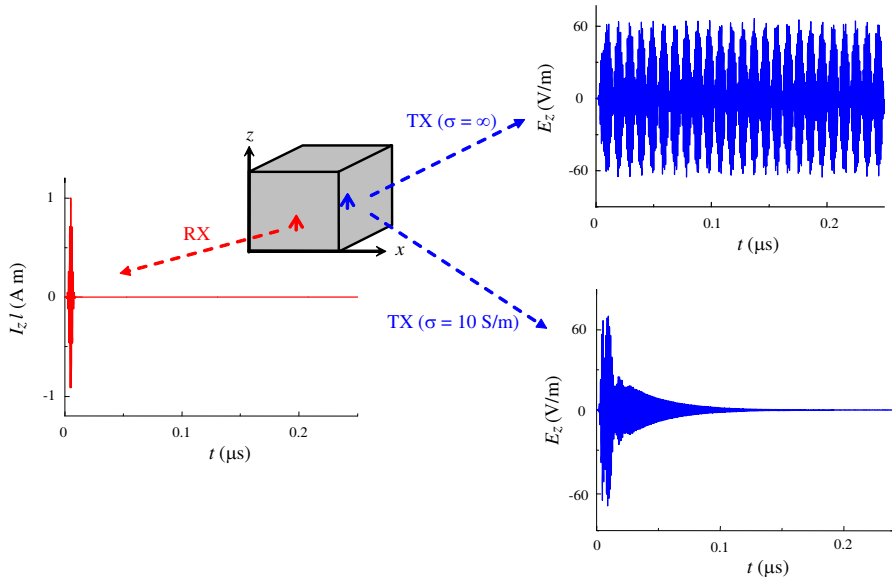 60
0
-60
E_z (V/m)
0
0.1
0.2
t (μs)
TX (σ = ∞)
z
x
RX
1
0
-1
I_z l (A m)
0
0.1
0.2
t (μs)
TX (σ = 10 S/m)
60
0
-60
E_z (V/m)
0
0.1
0.2
t (μs)